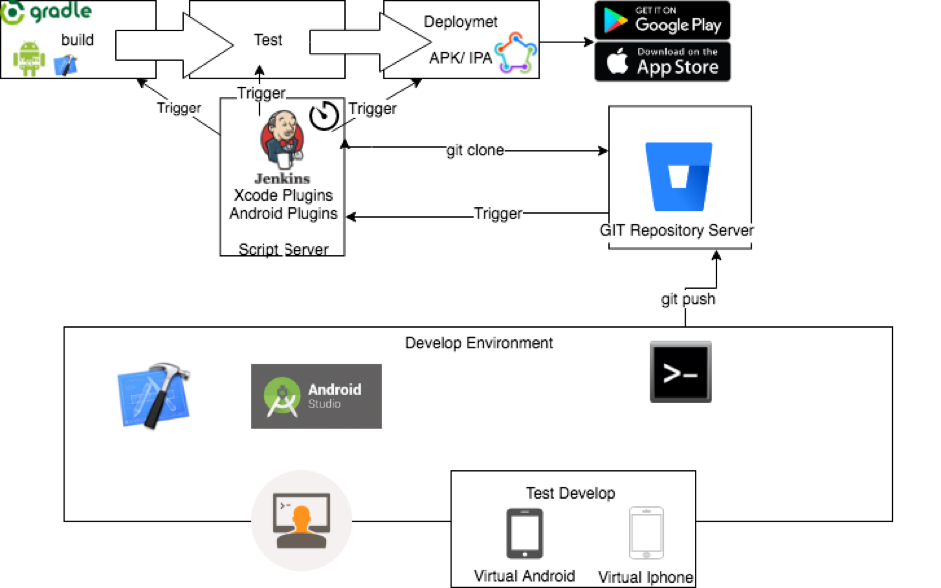 gradle
build
Test
Deploymet
APK/ IPA
GET IT ON
Google Play
Download on the
App Store
Trigger
Trigger
Trigger
Jenkins
Xcode Plugins
Android Plugins
Script Server
git clone
Trigger
GIT Repository Server
git push
Develop Environment
Android
Studio
>-
Test Develop
Virtual Android
Virtual Iphone